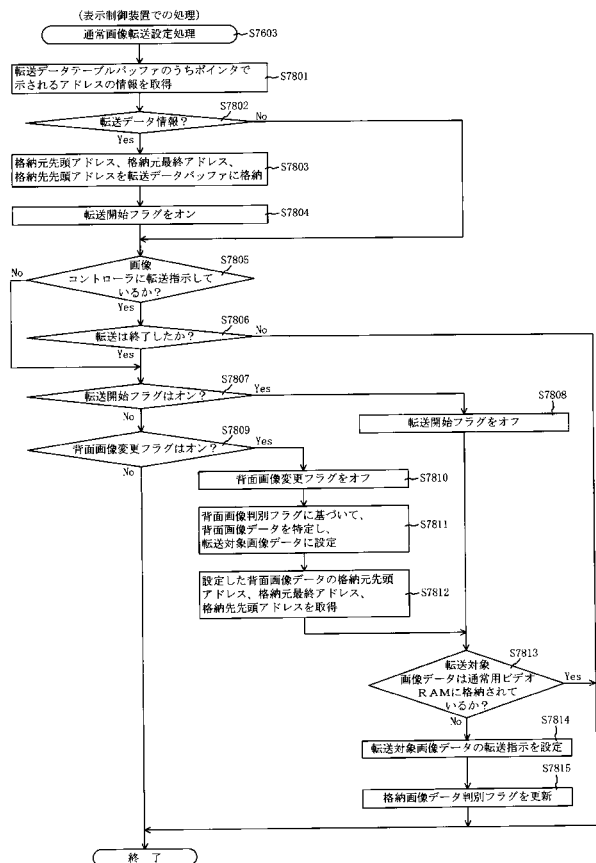 (表示制御装置での処理)
通常画像転送設定処理
S7603
転送データテーブルバッファのうちポインタで
示されるアドレスの情報を取得
S7801
S7802
転送データ情報?
No
Yes
格納元先頭アドレス、格納元最終アドレス、
格納先先頭アドレスを転送データバッファに格納
S7803
転送開始フラグをオン
S7804
S7805
画像
コントローラに転送指示して
いるか?
No
Yes
S7806
転送は終了したか?
No
Yes
S7807
転送開始フラグはオン?
Yes
No
S7808
転送開始フラグをオフ
S7809
背面画像変更フラグはオン?
Yes
No
背面画像変更フラグをオフ
S7810
背面画像判別フラグに基づいて、
背面画像データを特定し、
転送対象画像データに設定
S7811
設定した背面画像データの格納元先頭
アドレス、格納元最終アドレス、
格納先先頭アドレスを取得
S7812
S7813
転送対象
画像データは通常用ビデオ
RAMに格納されて
いるか?
Yes
No
S7814
転送対象画像データの転送指示を設定
S7815
格納画像データ判別フラグを更新
終 了